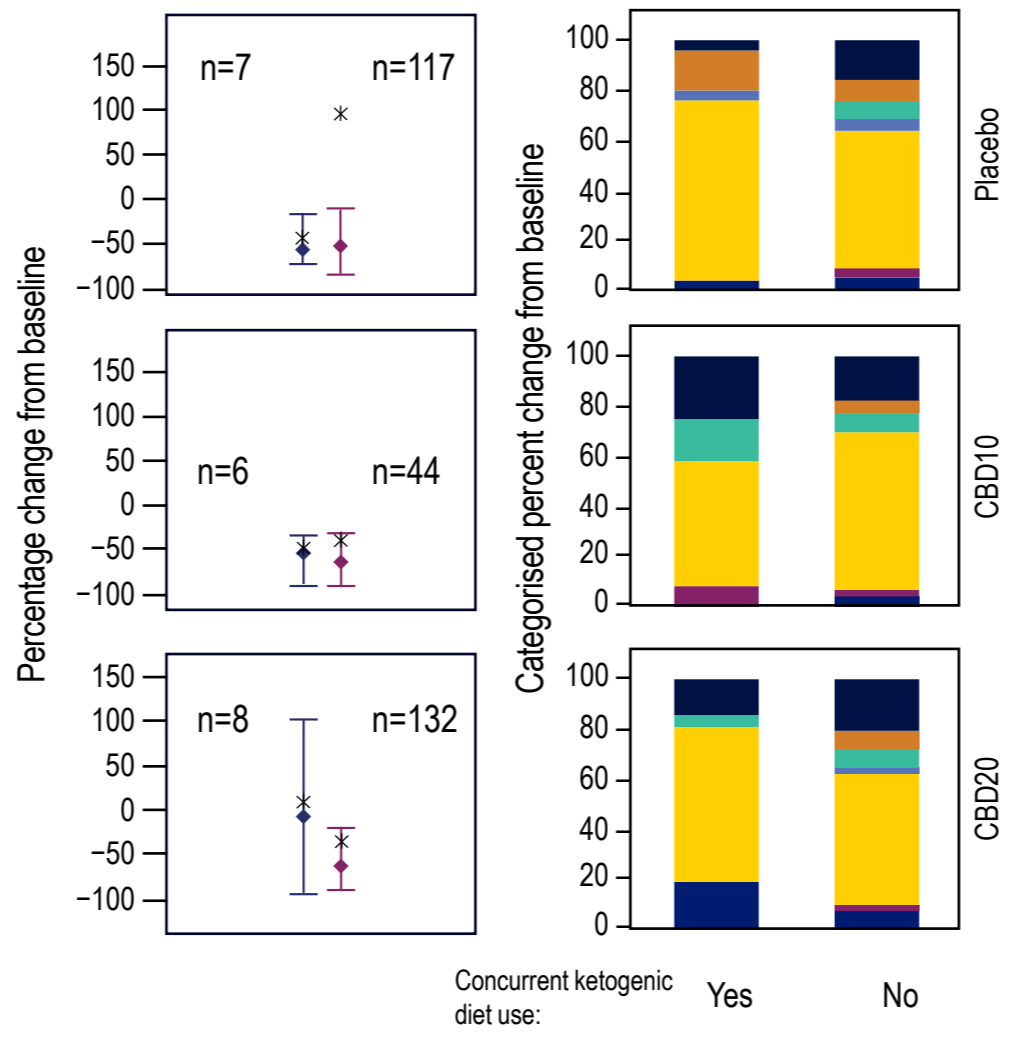 Percentage change from baseline
150
100
50
0
−50
−100
n=7
n=117
150
100
50
0
−50
−100
n=6
n=44
150
100
50
0
−50
−100
n=8
n=132
Categorised percent change from baseline
100
80
60
40
20
0
Placebo
100
80
60
40
20
0
CBD10
100
80
60
40
20
0
CBD20
Concurrent ketogenic
diet use:
Yes
No